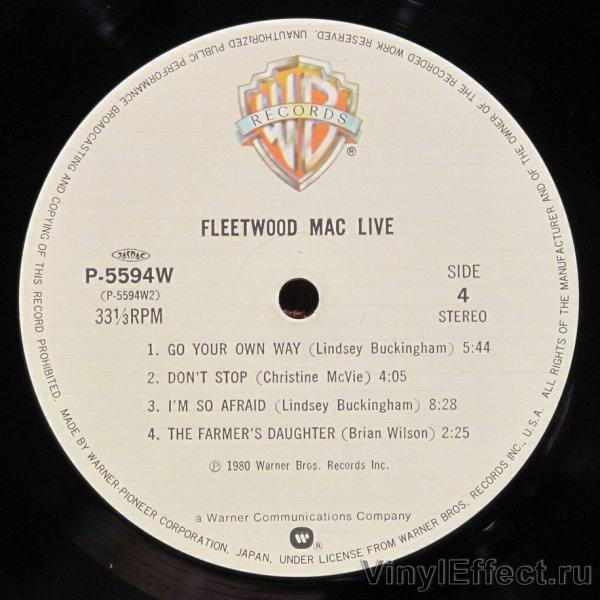 UNAUTHORIZED PUBLIC PERFORMANCE BROADCASTING AND COPYING OF THIS RECORD PROHIBITED. MADE BY WARNER-PIONEER CORPORATION, JAPAN, UNDER LICENSE FROM WARNER BROS. RECORDS INC., U.S.A. ALL RIGHTS OF THE MANUFACTURER AND OF THE OWNER OF THE RECORDED WORK RESERVED.
WB
RECORDS
®
FLEETWOOD MAC LIVE
JASRAC
P-5594W
(P-5594W2)
33⅓RPM
SIDE
4
STEREO
1. GO YOUR OWN WAY (Lindsey Buckingham) 5:44
2. DON'T STOP (Christine McVie) 4:05
3. I'M SO AFRAID (Lindsey Buckingham) 8:28
4. THE FARMER'S DAUGHTER (Brian Wilson) 2:25
℗ 1980 Warner Bros. Records Inc.
a Warner Communications Company
®
VinylEffect.ru